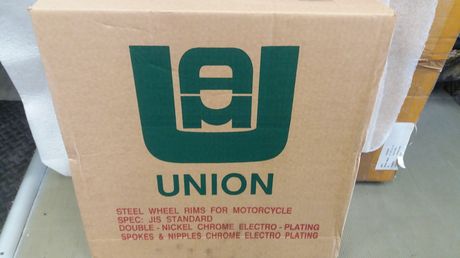 UNION
STEEL WHEEL RIMS FOR MOTORCYCLE
SPEC: JIS STANDARD
DOUBLE - NICKEL CHROME ELECTRO - PLATING
SPOKES & NIPPLES CHROME ELECTRO PLATING